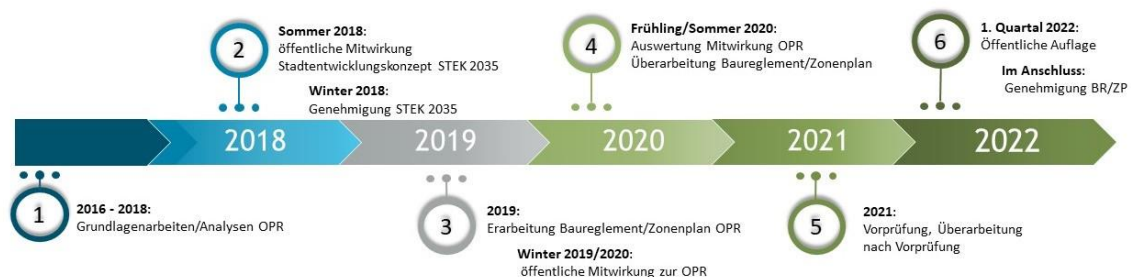 1
2016 - 2018:
Grundlagenarbeiten/Analysen OPR
2
Sommer 2018:
öffentliche Mitwirkung
Stadtentwicklungskonzept STEK 2035
Winter 2018:
Genehmigung STEK 2035
2018
2019
3
2019:
Erarbeitung Baureglement/Zonenplan OPR
Winter 2019/2020:
öffentliche Mitwirkung zur OPR
4
Frühling/Sommer 2020:
Auswertung Mitwirkung OPR
Überarbeitung Baureglement/Zonenplan
2020
2021
5
2021:
Vorprüfung, Überarbeitung
nach Vorprüfung
6
1. Quartal 2022:
Öffentliche Auflage
Im Anschluss:
Genehmigung BR/ZP
2022